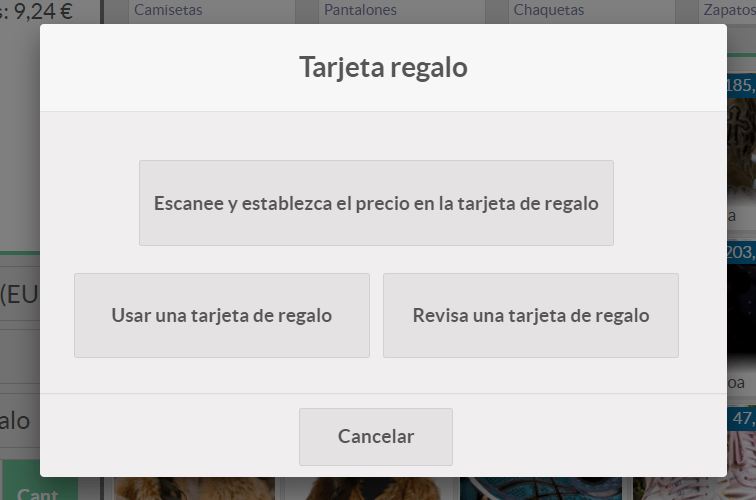 : 9,24 €
Camisetas
Pantalones
Chaquetas
Zapatos
Tarjeta regalo
185,
Escanee y establezca el precio en la tarjeta de regalo
a
203,
(EU
Usar una tarjeta de regalo
Revisa una tarjeta de regalo
oa
alo
47,
Cancelar
Cant